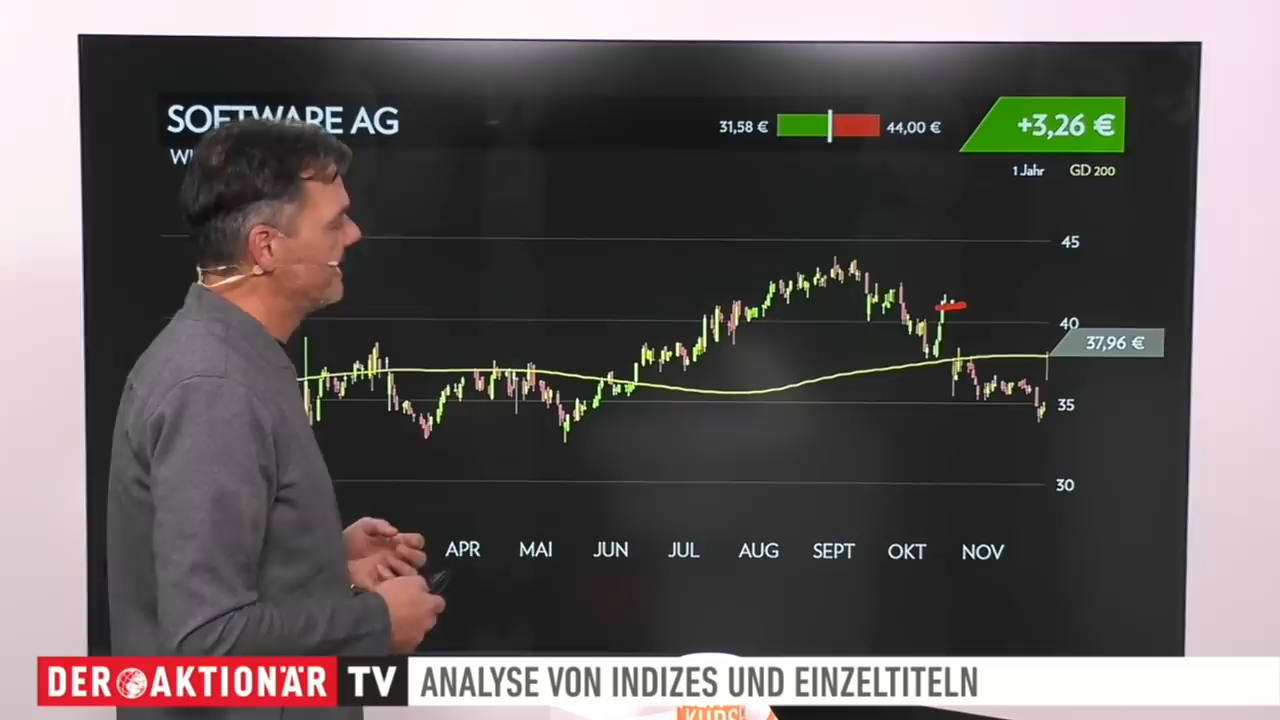 SOFTWARE AG
31,58 € 44,00 € +3,26 €
1 Jahr GD 200
45
40
37,96 €
35
30
APR MAI JUN JUL AUG SEPT OKT NOV
DER AKTIONÄR TV ANALYSE VON INDIZES UND EINZELTITELN